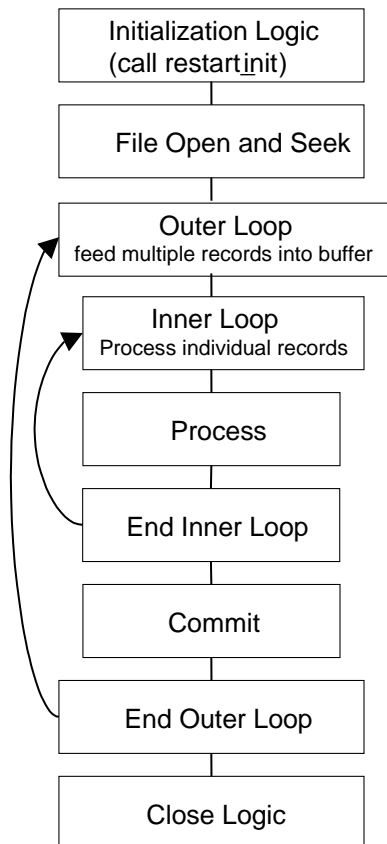 Initialization Logic
(call restart_init)
File Open and Seek
Outer Loop
feed multiple records into buffer
Inner Loop
Process individual records
Process
End Inner Loop
Commit
End Outer Loop
Close Logic